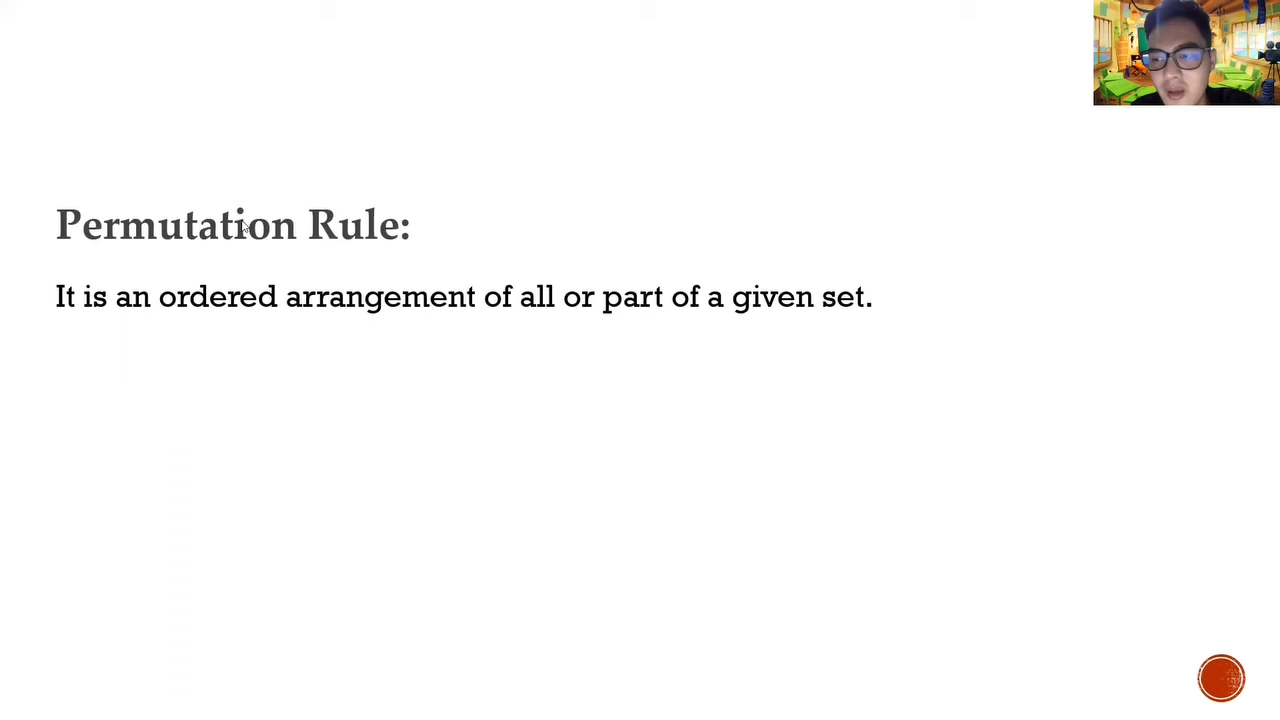 Permutation Rule:
It is an ordered arrangement of all or part of a given set.